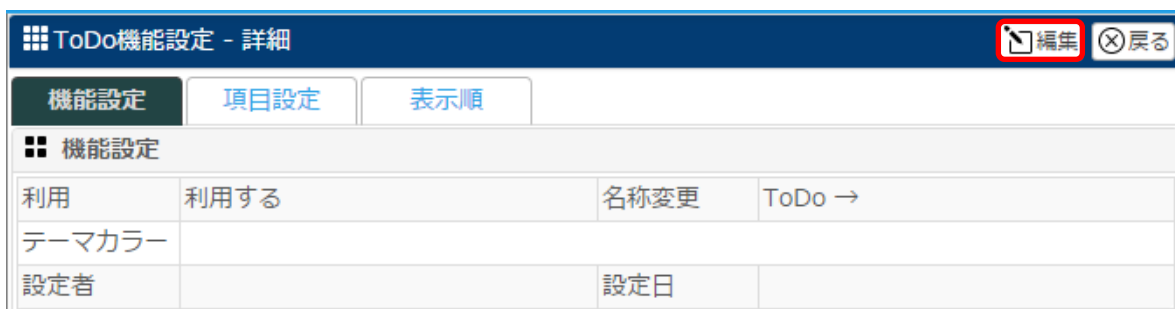 ToDo機能設定 - 詳細 編集 戻る
機能設定 項目設定 表示順
機能設定
利用 利用する 名称変更 ToDo →
テーマカラー
設定者 設定日